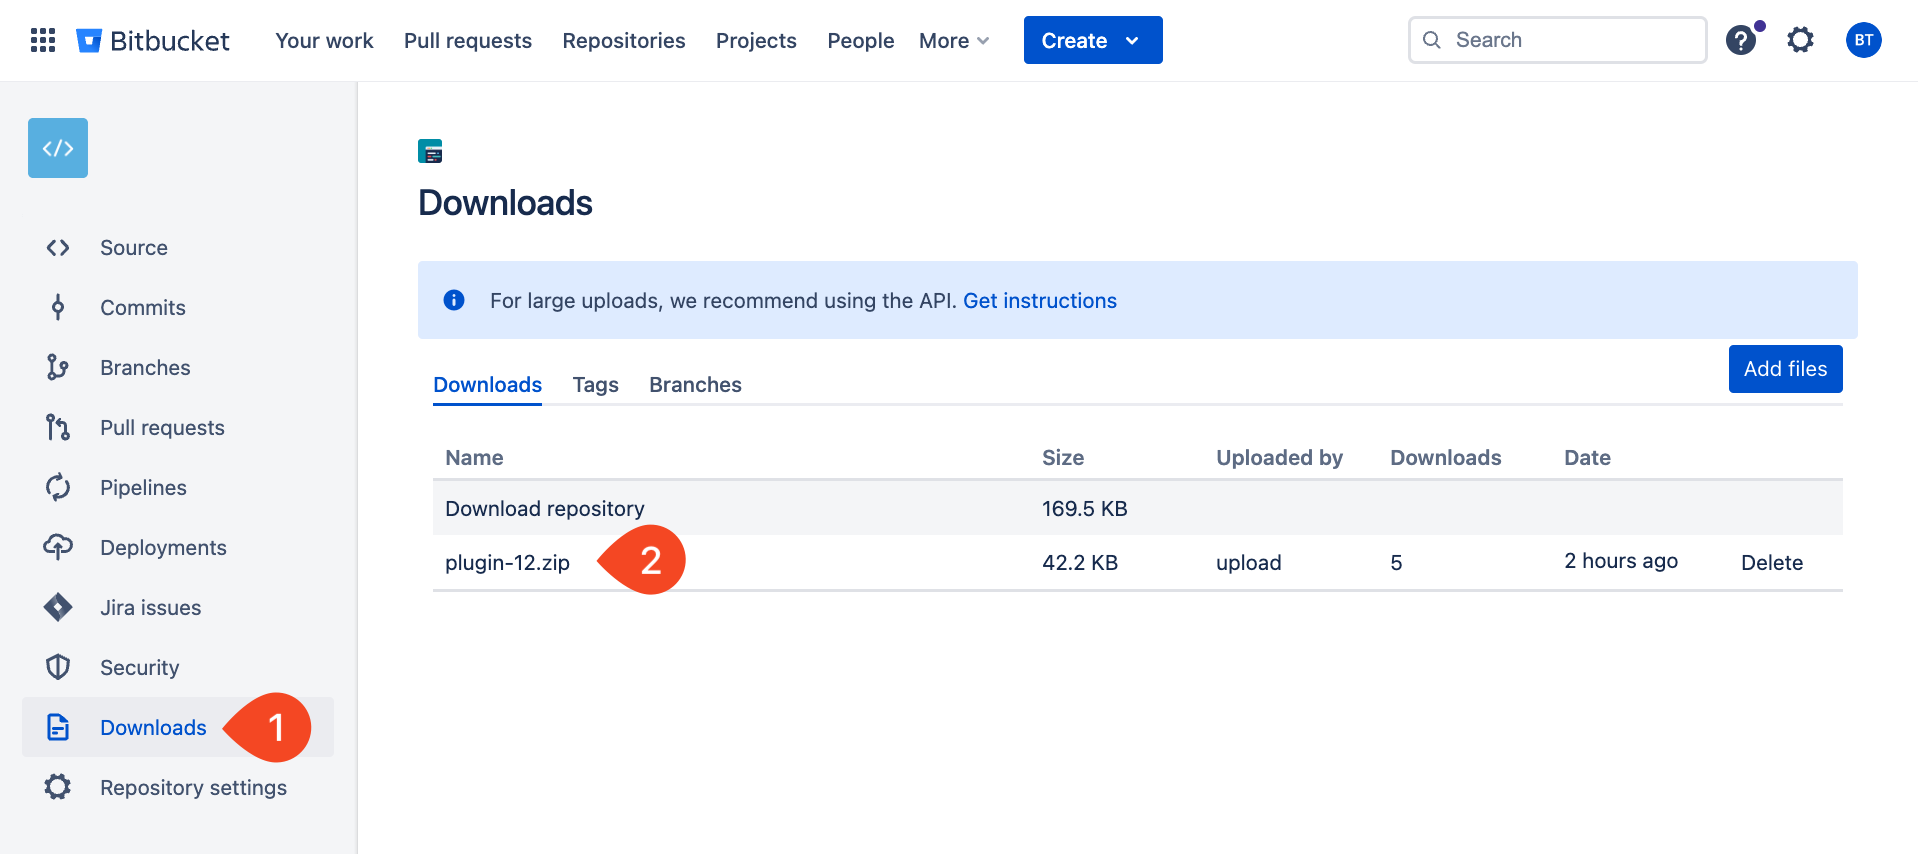 Bitbucket Your work Pull requests Repositories Projects People More Create Search ? BT
</>
Source
Commits
Branches
Pull requests
Pipelines
Deployments
Jira issues
Security
Downloads 1
Repository settings
Downloads
For large uploads, we recommend using the API. Get instructions
Add files
Downloads Tags Branches
Name Size Uploaded by Downloads Date
Download repository 169.5 KB
plugin-12.zip 2 42.2 KB upload 5 2 hours ago Delete